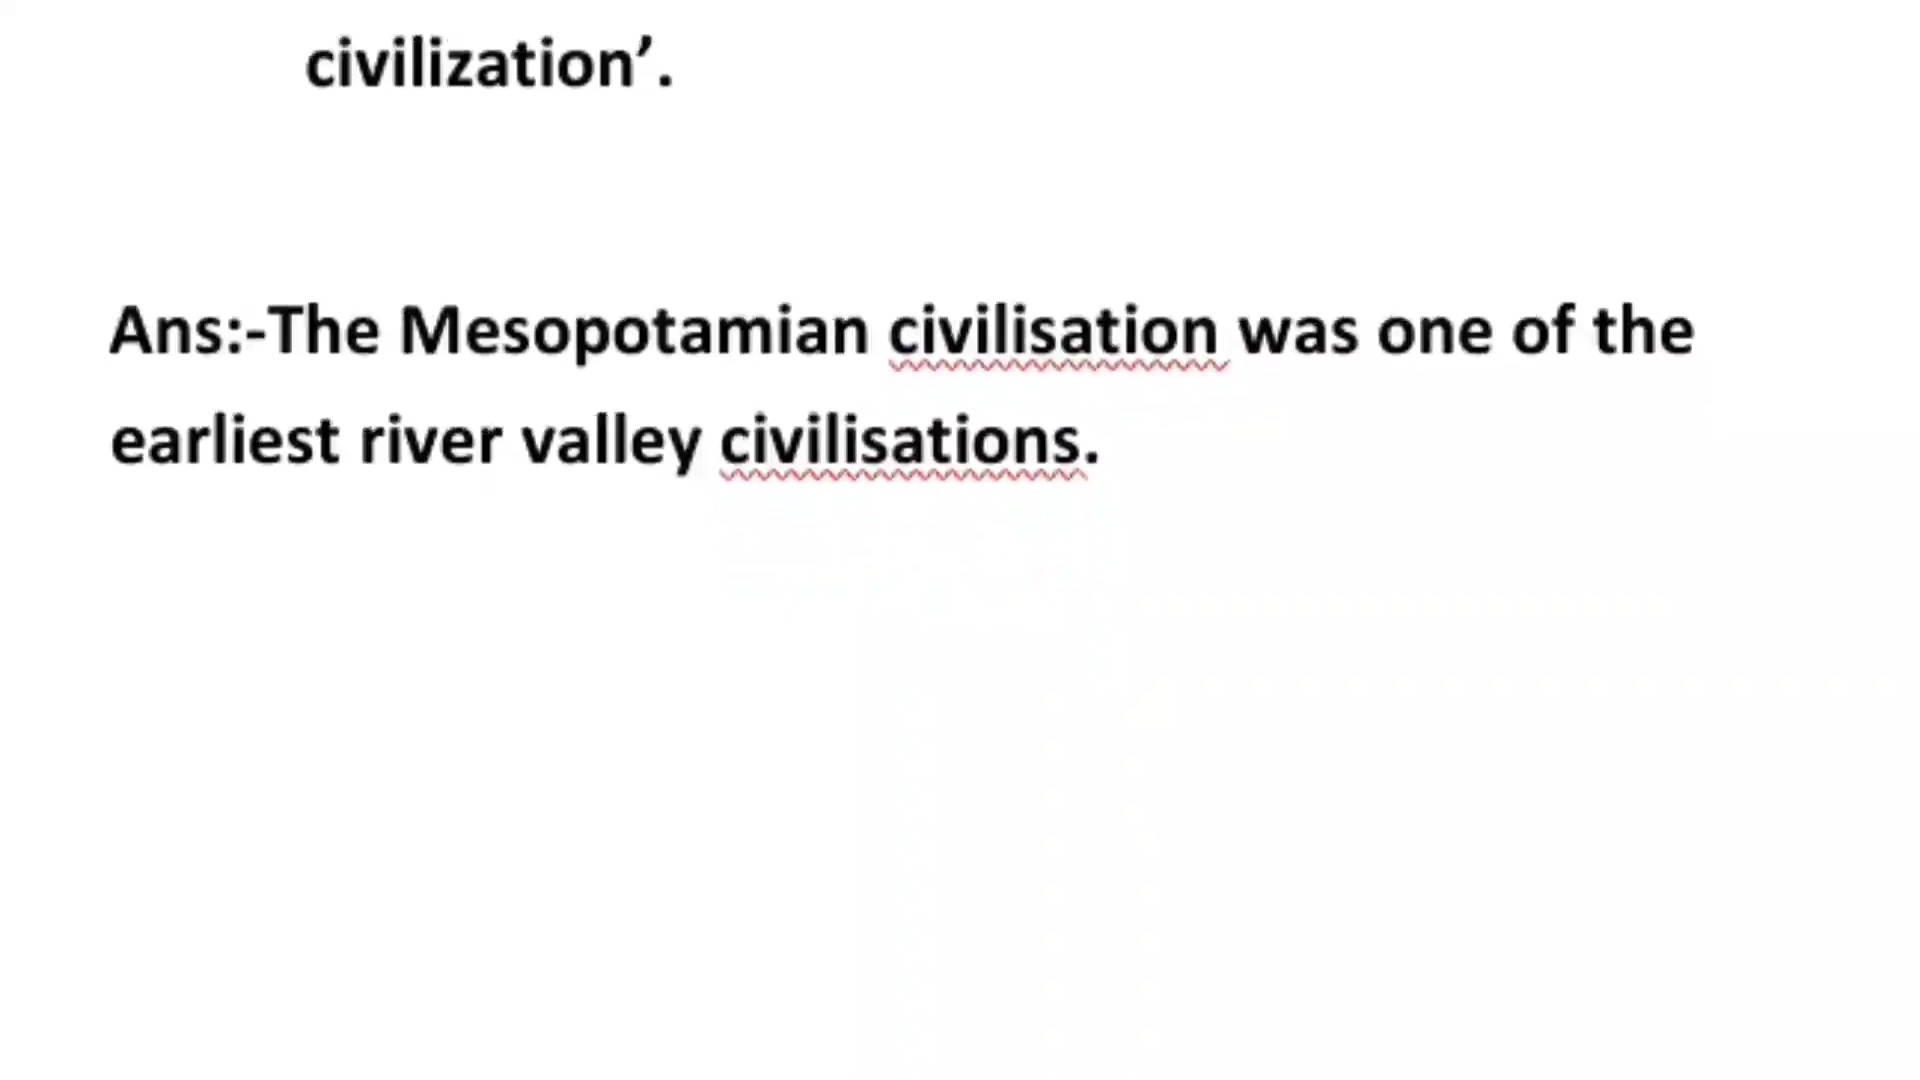 civilization’.
Ans:-The Mesopotamian civilisation was one of the
earliest river valley civilisations.